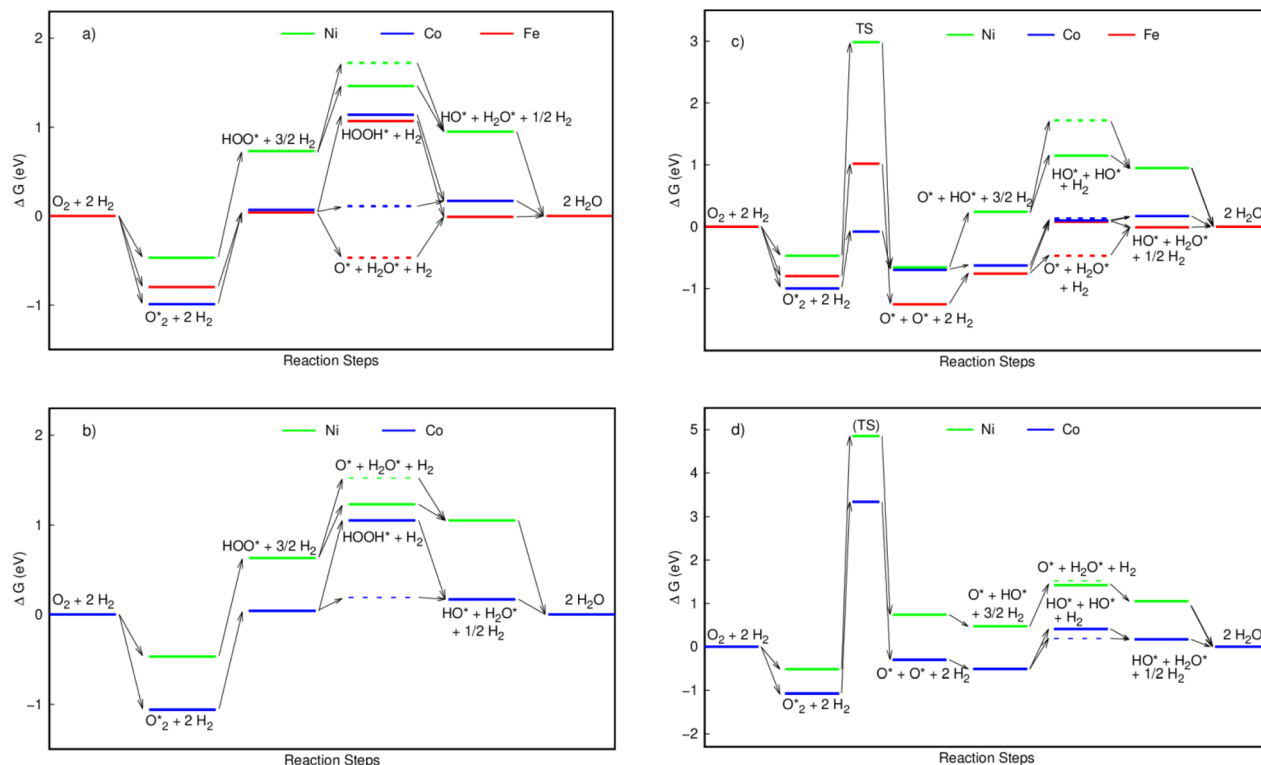 a)
Ni
Co
Fe
2
1
0
−1
Δ G (eV)
O2 + 2 H2
O*2 + 2 H2
HOO* + 3/2 H2
HOOH* + H2
O* + H2O* + H2
HO* + H2O* + 1/2 H2
2 H2O
Reaction Steps
c)
TS
Ni
Co
Fe
3
2
1
0
−1
Δ G (eV)
O2 + 2 H2
O*2 + 2 H2
O* + O* + 2 H2
O* + HO* + 3/2 H2
HO* + HO*
+ H2
O* + H2O*
+ H2
HO* + H2O*
+ 1/2 H2
2 H2O
Reaction Steps
b)
Ni
Co
2
1
0
−1
Δ G (eV)
O2 + 2 H2
O*2 + 2 H2
HOO* + 3/2 H2
O* + H2O* + H2
HOOH* + H2
HO* + H2O*
+ 1/2 H2
2 H2O
Reaction Steps
d)
(TS)
Ni
Co
5
4
3
2
1
0
−1
−2
Δ G (eV)
O2 + 2 H2
O*2 + 2 H2
O* + O* + 2 H2
O* + HO*
+ 3/2 H2
O* + H2O* + H2
HO* + HO*
+ H2
HO* + H2O*
+ 1/2 H2
2 H2O
Reaction Steps